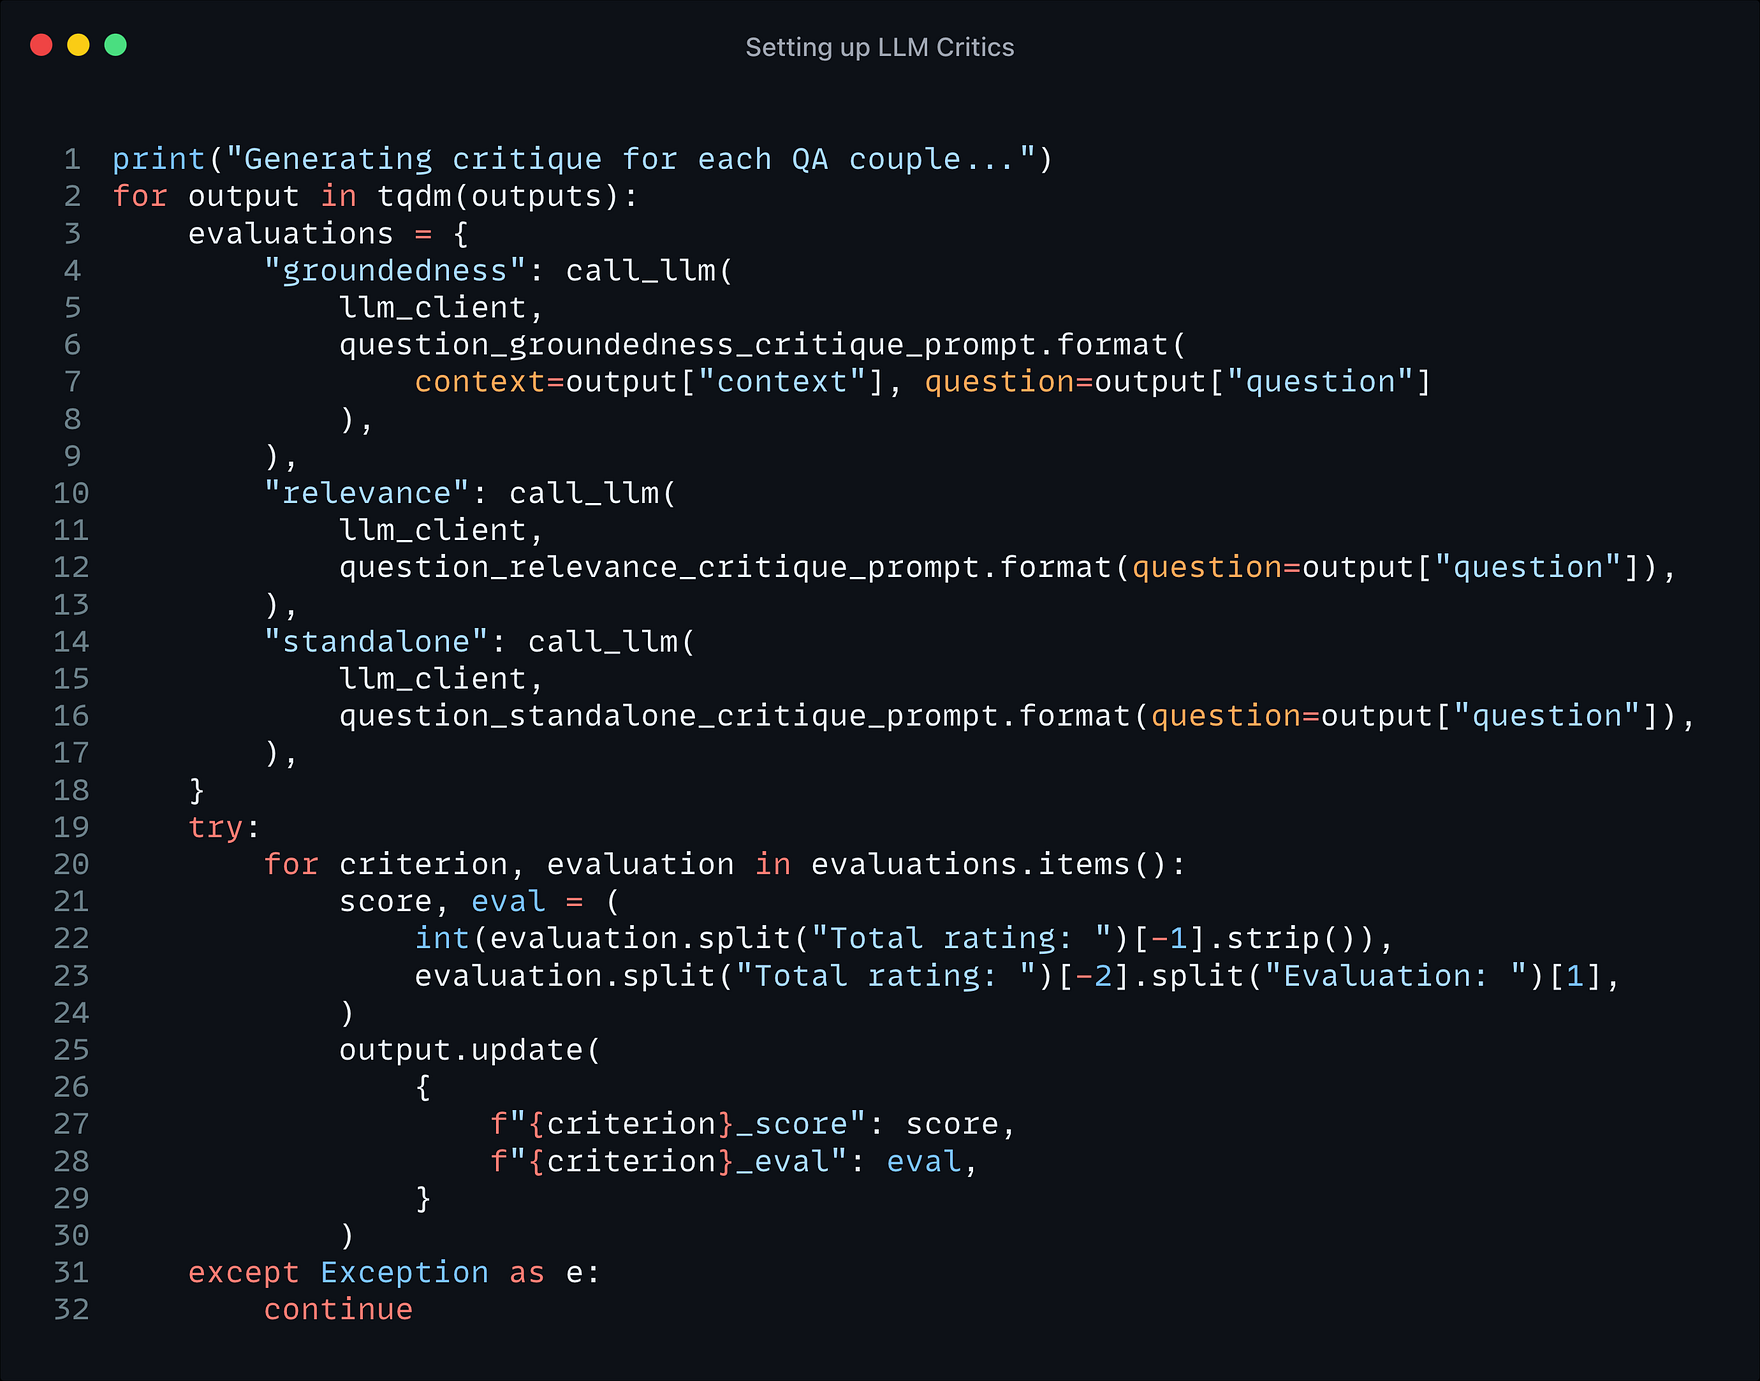 Setting up LLM Critics
1 print("Generating critique for each QA couple...")
2 for output in tqdm(outputs):
3     evaluations = {
4         "groundedness": call_llm(
5             llm_client,
6             question_groundedness_critique_prompt.format(
7                 context=output["context"], question=output["question"]
8             ),
9         ),
10         "relevance": call_llm(
11             llm_client,
12             question_relevance_critique_prompt.format(question=output["question"]),
13         ),
14         "standalone": call_llm(
15             llm_client,
16             question_standalone_critique_prompt.format(question=output["question"]),
17         ),
18     }
19     try:
20         for criterion, evaluation in evaluations.items():
21             score, eval = (
22                 int(evaluation.split("Total rating: ")[-1].strip()),
23                 evaluation.split("Total rating: ")[-2].split("Evaluation: ")[1],
24             )
25             output.update(
26                 {
27                     f"{criterion}_score": score,
28                     f"{criterion}_eval": eval,
29                 }
30             )
31     except Exception as e:
32         continue